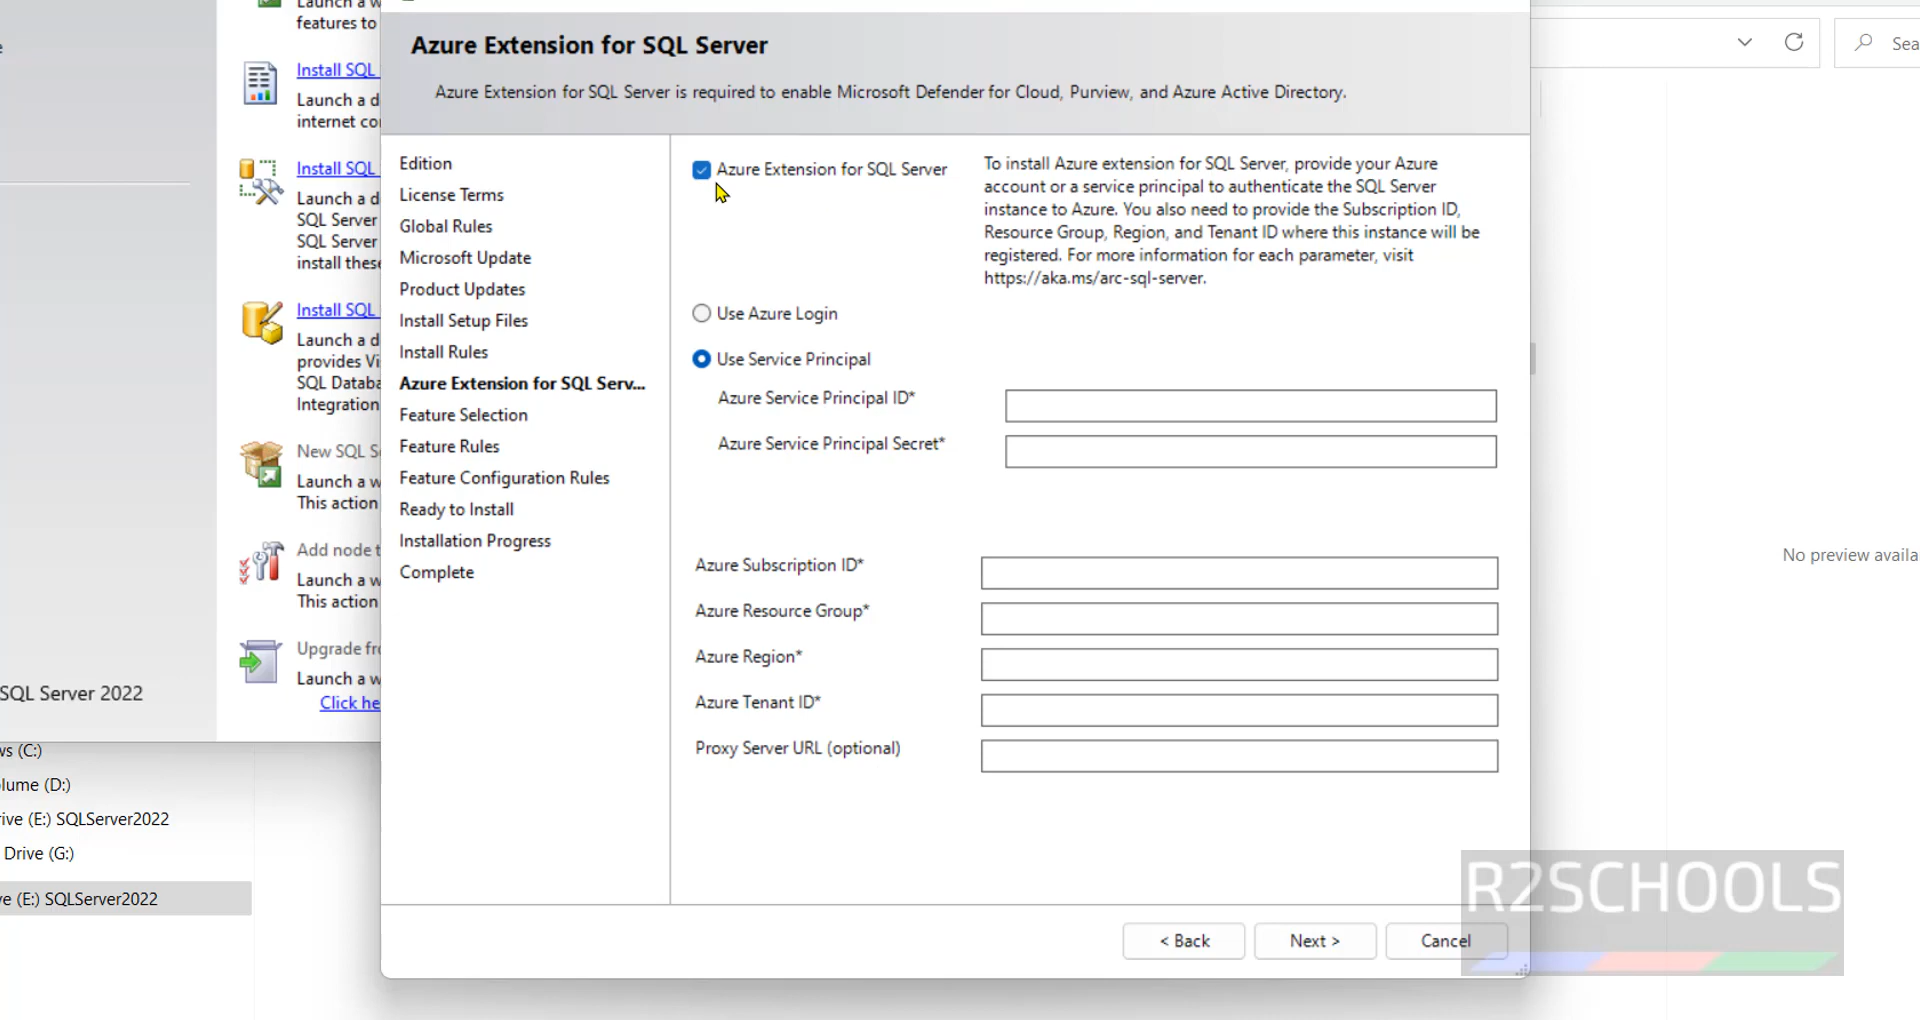 e
SQL Server 2022
Launch a w
features to
Install SQL
Launch a d
internet co
Install SQL
Launch a d
SQL Server
SQL Server
install these
Install SQL
Launch a d
provides Vi
SQL Databa
Integration
New SQL S
Launch a w
This action
Add node t
Launch a w
This action
Upgrade fr
Launch a w
Click he
ws (C:)
olume (D:)
rive (E:) SQLServer2022
Drive (G:)
ve (E:) SQLServer2022
Azure Extension for SQL Server
Azure Extension for SQL Server is required to enable Microsoft Defender for Cloud, Purview, and Azure Active Directory.
Edition
License Terms
Global Rules
Microsoft Update
Product Updates
Install Setup Files
Install Rules
Azure Extension for SQL Serv...
Feature Selection
Feature Rules
Feature Configuration Rules
Ready to Install
Installation Progress
Complete
Azure Extension for SQL Server
To install Azure extension for SQL Server, provide your Azure
account or a service principal to authenticate the SQL Server
instance to Azure. You also need to provide the Subscription ID,
Resource Group, Region, and Tenant ID where this instance will be
registered. For more information for each parameter, visit
https://aka.ms/arc-sql-server.
Use Azure Login
Use Service Principal
Azure Service Principal ID*
Azure Service Principal Secret*
Azure Subscription ID*
Azure Resource Group*
Azure Region*
Azure Tenant ID*
Proxy Server URL (optional)
< Back
Next >
Cancel
Sea
No preview availa
R2SCHOOLS